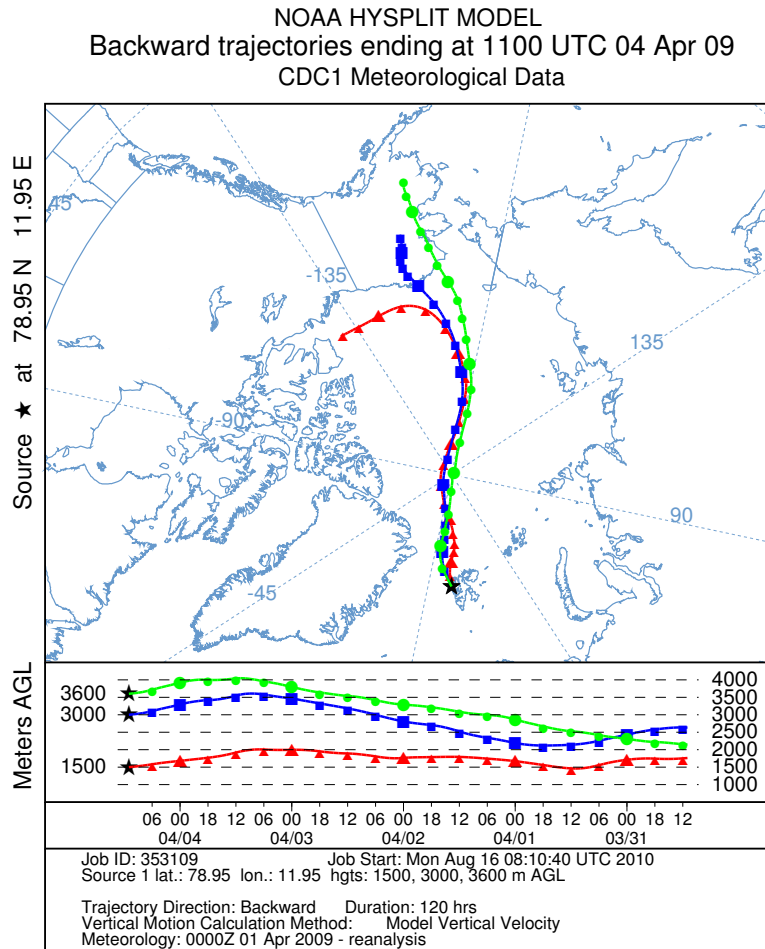 NOAA HYSPLIT MODEL
Backward trajectories ending at 1100 UTC 04 Apr 09
CDC1 Meteorological Data
Source ★ at 78.95 N 11.95 E
45
-135
135
-90
90
-45
Meters AGL
3600
3000
1500
4000
3500
3000
2500
2000
1500
1000
06 00 18 12 06 00 18 12 06 00 18 12 06 00 18 12 06 00 18 12
04/04 04/03 04/02 04/01 03/31
Job ID: 353109 Job Start: Mon Aug 16 08:10:40 UTC 2010
Source 1 lat.: 78.95 lon.: 11.95 hgts: 1500, 3000, 3600 m AGL
Trajectory Direction: Backward Duration: 120 hrs
Vertical Motion Calculation Method: Model Vertical Velocity
Meteorology: 0000Z 01 Apr 2009 - reanalysis